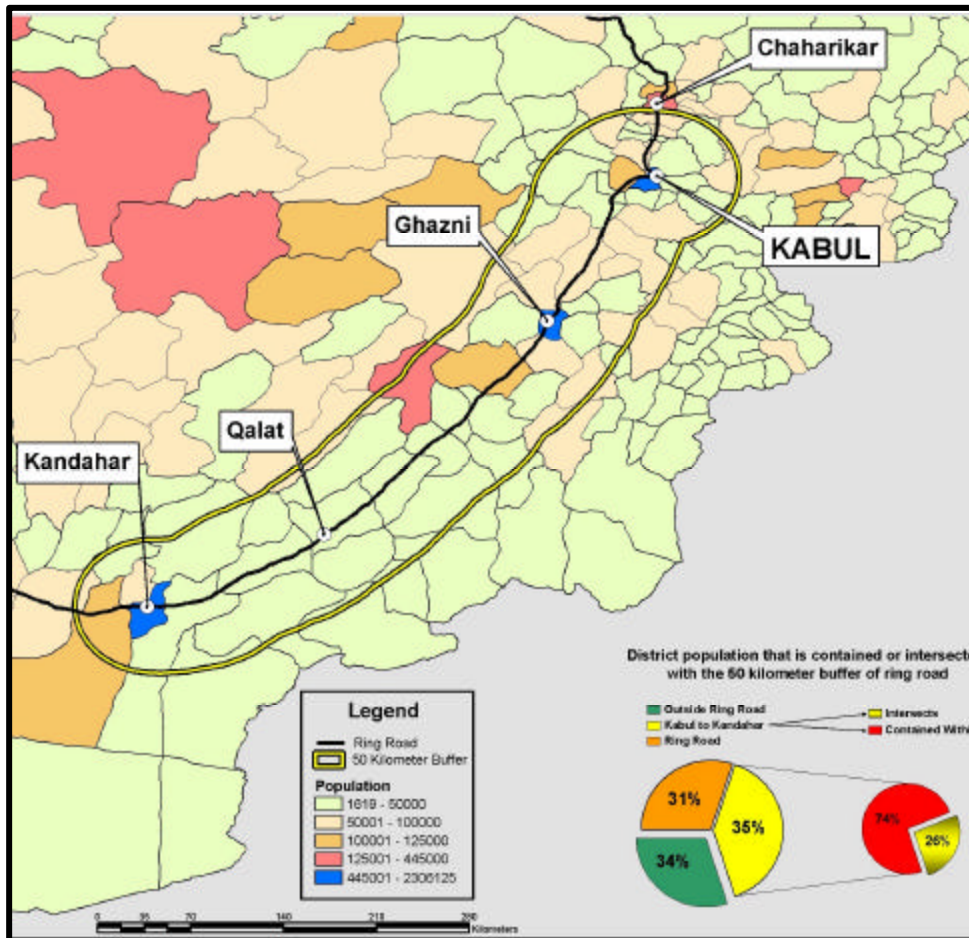 Chaharikar
Ghazni
KABUL
Qalat
Kandahar
District population that is contained or intersecte
with the 50 kilometer buffer of ring road
Legend
Ring Road
50 Kilometer Buffer
Population
1619 - 50000
50001 - 100000
100001 - 125000
125001 - 445000
445001 - 2306125
Outside Ring Road
Kabul to Kandahar
Ring Road
Intersects
Contained Withi
31%
35%
34%
74%
26%
0 35 70 140 210 280
Kilometers